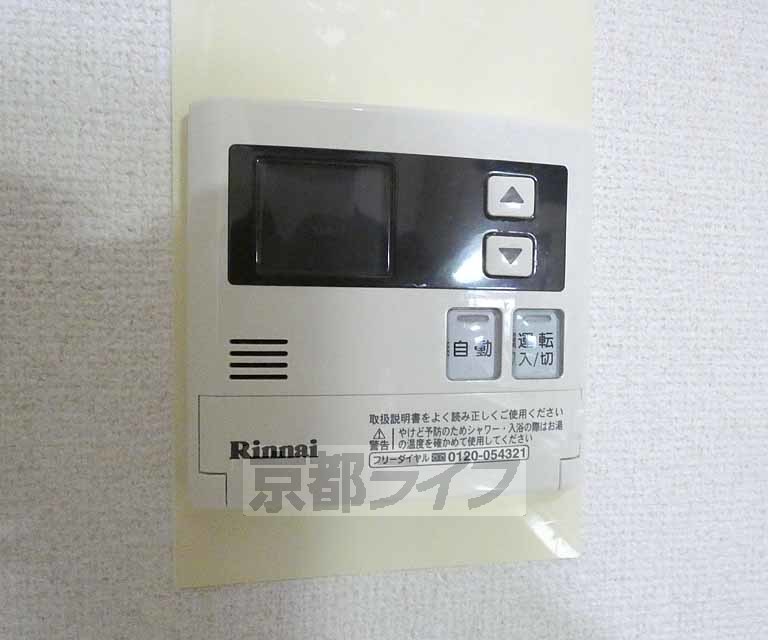 自動
運転
入/切
取扱説明書をよく読み正しくご使用ください
警告
やけど予防のためシャワー・入浴の際はお湯
の温度を確かめて使用してください
Rinnai
フリーダイヤル 0120-054321
京都ライフ